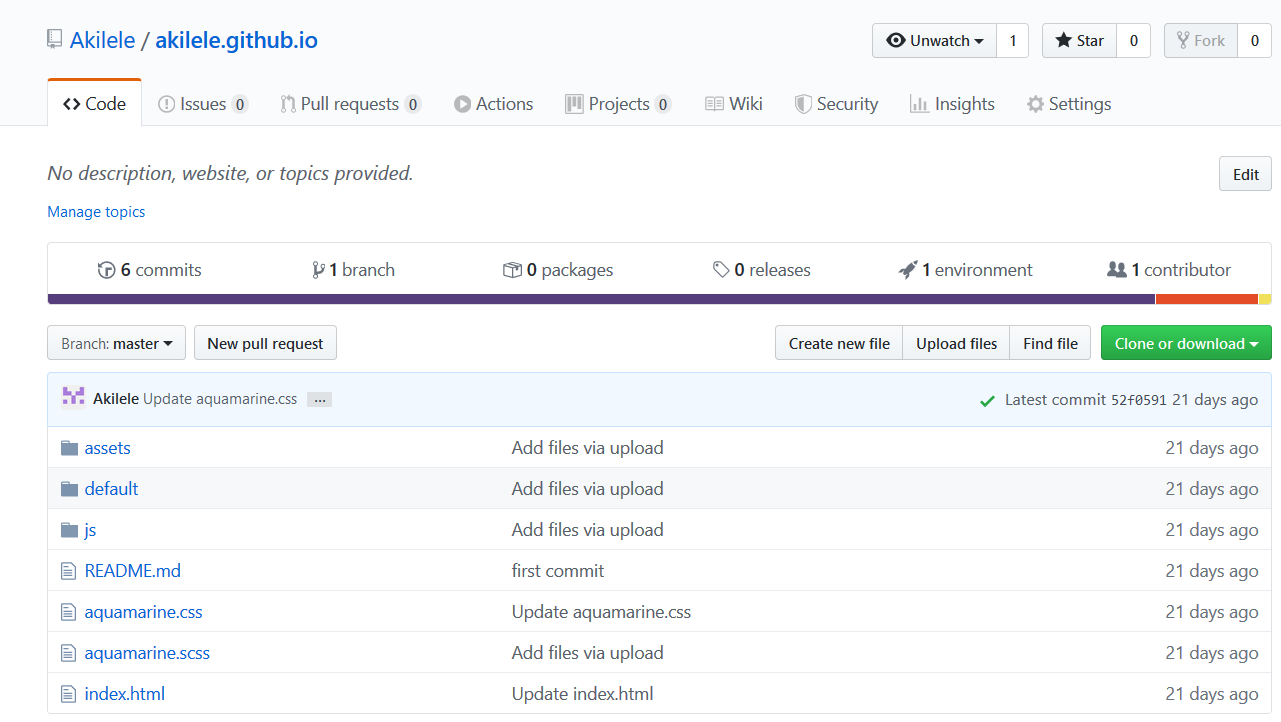 Akilele / akilele.github.io Unwatch 1 Star 0 Fork 0
Code Issues 0 Pull requests 0 Actions Projects 0 Wiki Security Insights Settings
No description, website, or topics provided. Edit
Manage topics
6 commits 1 branch 0 packages 0 releases 1 environment 1 contributor
Branch: master New pull request Create new file Upload files Find file Clone or download
Akilele Update aquamarine.css ... Latest commit 52f0591 21 days ago
assets Add files via upload 21 days ago
default Add files via upload 21 days ago
js Add files via upload 21 days ago
README.md first commit 21 days ago
aquamarine.css Update aquamarine.css 21 days ago
aquamarine.scss Add files via upload 21 days ago
index.html Update index.html 21 days ago